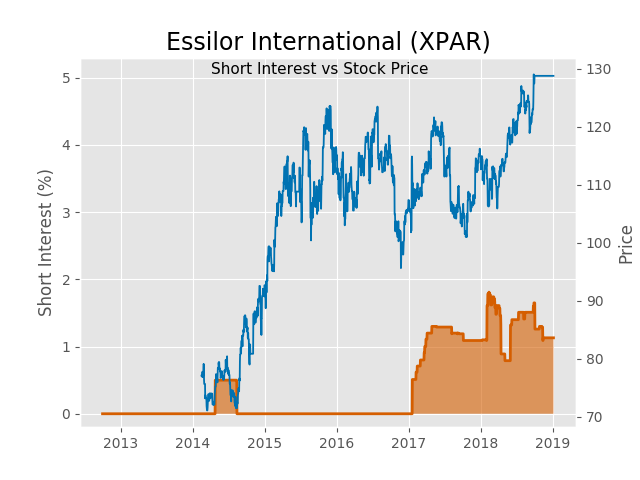 Essilor International (XPAR)
Short Interest vs Stock Price
Short Interest (%)
5
4
3
2
1
0
130
120
110
100
90
80
70
Price
2013 2014 2015 2016 2017 2018 2019